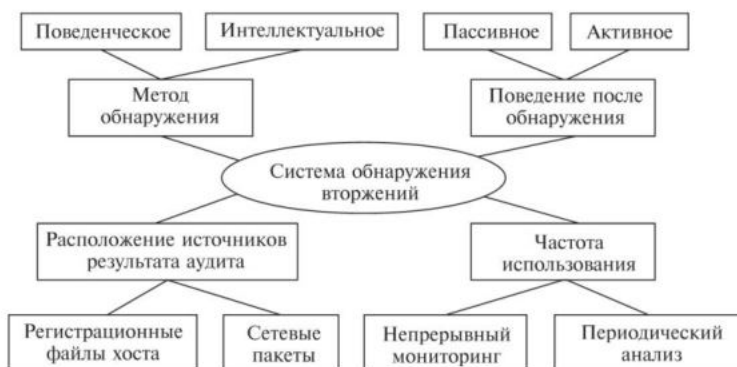 Поведенческое
Интеллектуальное
Пассивное
Активное
Метод
обнаружения
Поведение после
обнаружения
Система обнаружения
вторжений
Расположение источников
результата аудита
Частота
использования
Регистрационные
файлы хоста
Сетевые
пакеты
Непрерывный
мониторинг
Периодический
анализ